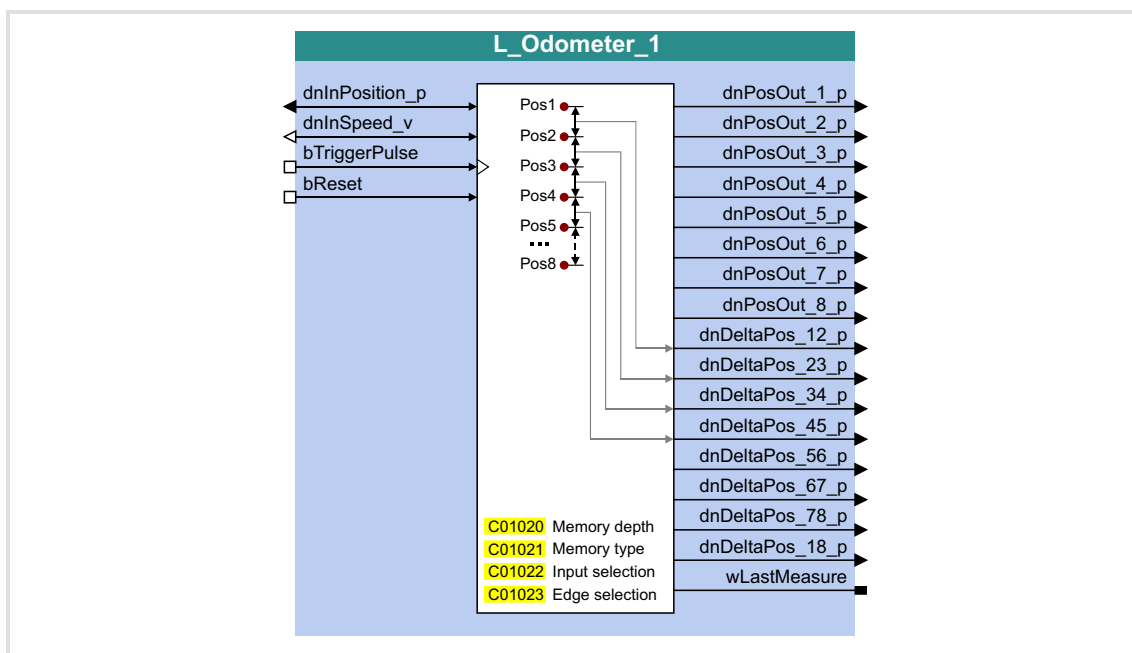 L_Odometer_1
dnInPosition_p
dnInSpeed_v
bTriggerPulse
bReset
Pos1
Pos2
Pos3
Pos4
Pos5
...
Pos8
C01020 Memory depth
C01021 Memory type
C01022 Input selection
C01023 Edge selection
dnPosOut_1_p
dnPosOut_2_p
dnPosOut_3_p
dnPosOut_4_p
dnPosOut_5_p
dnPosOut_6_p
dnPosOut_7_p
dnPosOut_8_p
dnDeltaPos_12_p
dnDeltaPos_23_p
dnDeltaPos_34_p
dnDeltaPos_45_p
dnDeltaPos_56_p
dnDeltaPos_67_p
dnDeltaPos_78_p
dnDeltaPos_18_p
wLastMeasure